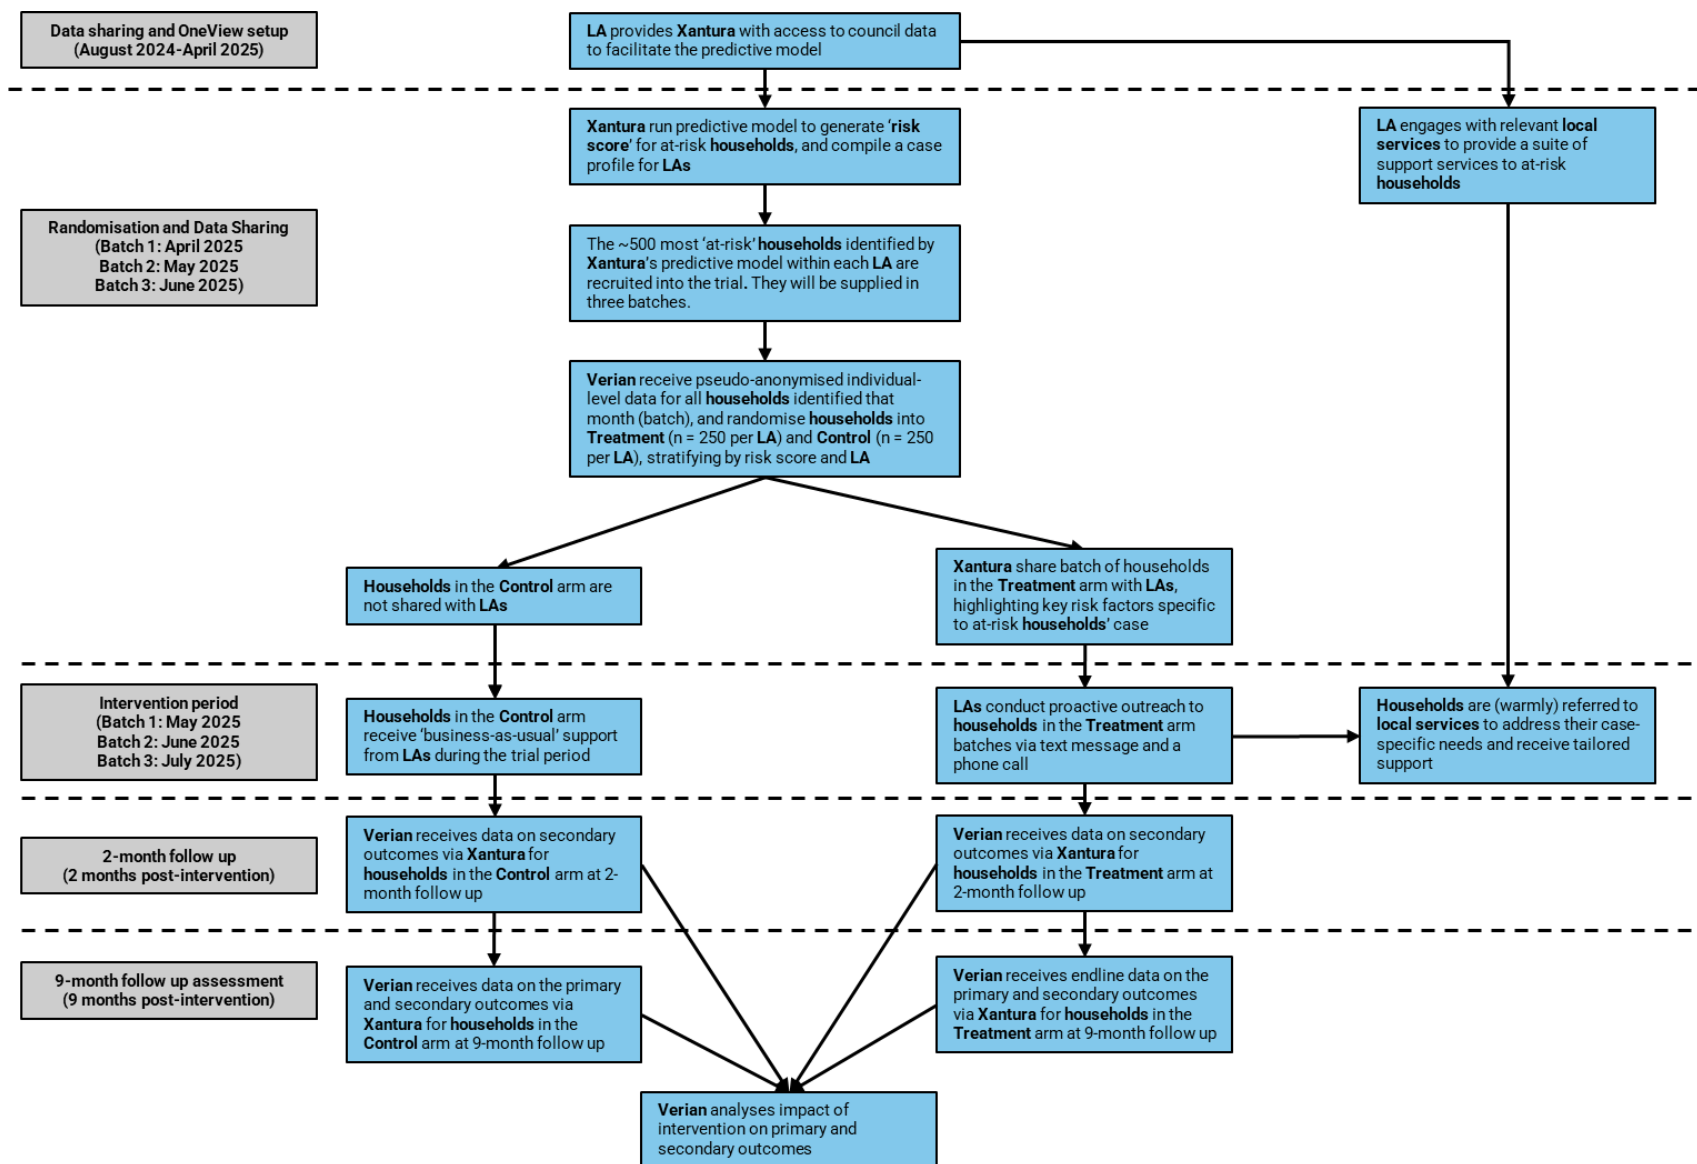 Data sharing and OneView setup
(August 2024-April 2025)
LA provides Xantura with access to council data
to facilitate the predictive model
Xantura run predictive model to generate ‘risk
score’ for at-risk households, and compile a case
profile for LAs
LA engages with relevant local
services to provide a suite of
support services to at-risk
households
Randomisation and Data Sharing
(Batch 1: April 2025
Batch 2: May 2025
Batch 3: June 2025)
The ~500 most ‘at-risk’ households identified by
Xantura’s predictive model within each LA are
recruited into the trial. They will be supplied in
three batches.
Verian receive pseudo-anonymised individual-
level data for all households identified that
month (batch), and randomise households into
Treatment (n = 250 per LA) and Control (n = 250
per LA), stratifying by risk score and LA
Households in the Control arm are
not shared with LAs
Xantura share batch of households
in the Treatment arm with LAs,
highlighting key risk factors specific
to at-risk households’ case
Intervention period
(Batch 1: May 2025
Batch 2: June 2025
Batch 3: July 2025)
Households in the Control arm
receive ‘business-as-usual’ support
from LAs during the trial period
LAs conduct proactive outreach to
households in the Treatment arm
batches via text message and a
phone call
Households are (warmly) referred to
local services to address their case-
specific needs and receive tailored
support
2-month follow up
(2 months post-intervention)
Verian receives data on secondary
outcomes via Xantura for
households in the Control arm at 2-
month follow up
Verian receives data on secondary
outcomes via Xantura for
households in the Treatment arm at
2-month follow up
9-month follow up assessment
(9 months post-intervention)
Verian receives data on the primary
and secondary outcomes via
Xantura for households in the
Control arm at 9-month follow up
Verian receives endline data on the
primary and secondary outcomes
via Xantura for households in the
Treatment arm at 9-month follow up
Verian analyses impact of
intervention on primary and
secondary outcomes